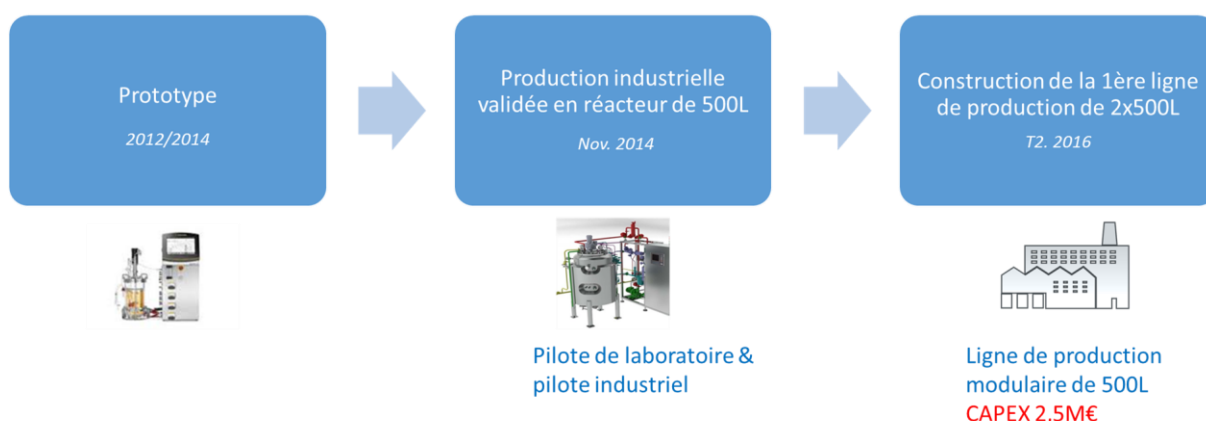 Prototype
2012/2014
Production industrielle
validée en réacteur de 500L
Nov. 2014
Construction de la 1ère ligne
de production de 2x500L
T2. 2016
Pilote de laboratoire &
pilote industriel
Ligne de production
modulaire de 500L
CAPEX 2.5M€